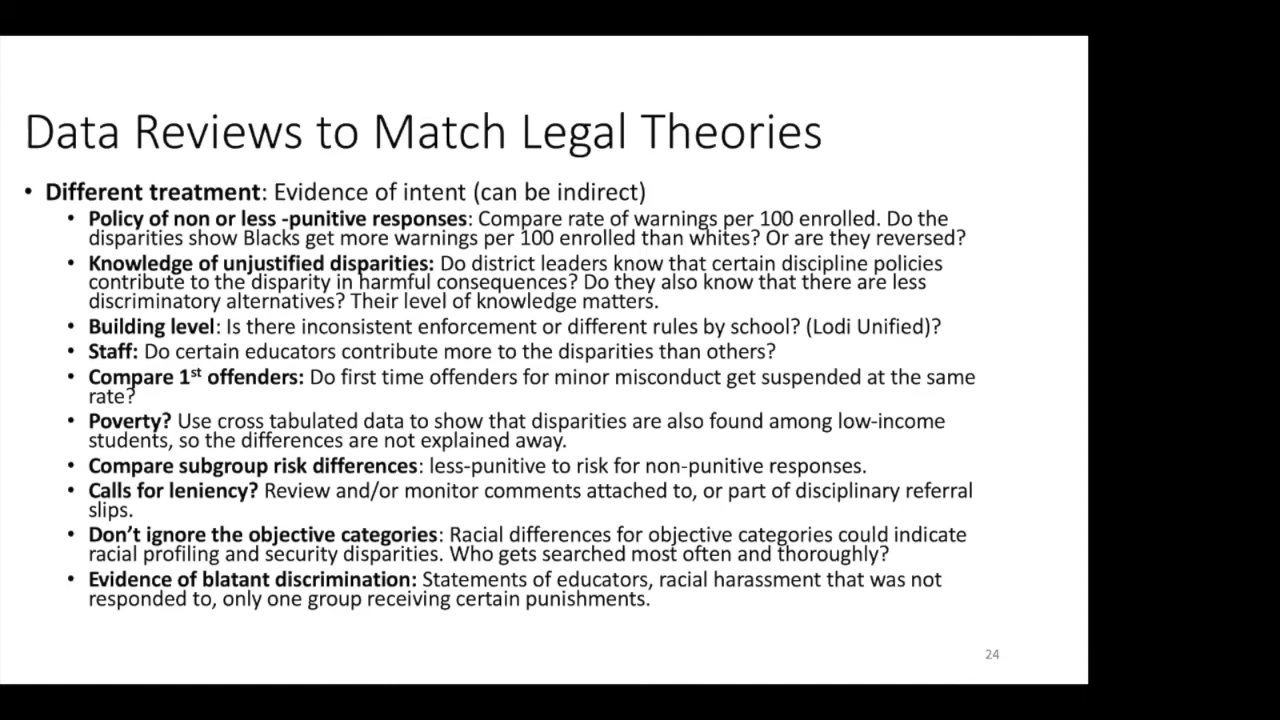 Data Reviews to Match Legal Theories
• Different treatment: Evidence of intent (can be indirect)
• Policy of non or less -punitive responses: Compare rate of warnings per 100 enrolled. Do the
disparities show Blacks get more warnings per 100 enrolled than whites? Or are they reversed?
• Knowledge of unjustified disparities: Do district leaders know that certain discipline policies
contribute to the disparity in harmful consequences? Do they also know that there are less
discriminatory alternatives? Their level of knowledge matters.
• Building level: Is there inconsistent enforcement or different rules by school? (Lodi Unified)?
• Staff: Do certain educators contribute more to the disparities than others?
• Compare 1st offenders: Do first time offenders for minor misconduct get suspended at the same
rate?
• Poverty? Use cross tabulated data to show that disparities are also found among low-income
students, so the differences are not explained away.
• Compare subgroup risk differences: less-punitive to risk for non-punitive responses.
• Calls for leniency? Review and/or monitor comments attached to, or part of disciplinary referral
slips.
• Don’t ignore the objective categories: Racial differences for objective categories could indicate
racial profiling and security disparities. Who gets searched most often and thoroughly?
• Evidence of blatant discrimination: Statements of educators, racial harassment that was not
responded to, only one group receiving certain punishments.
24